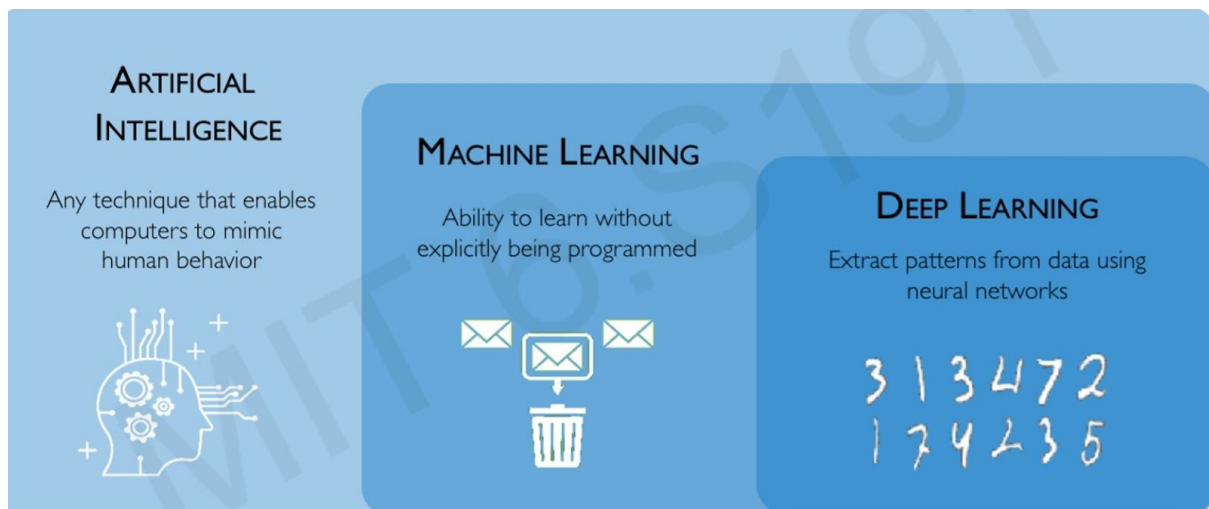 ARTIFICIAL
INTELLIGENCE
Any technique that enables
computers to mimic
human behavior
MACHINE LEARNING
Ability to learn without
explicitly being programmed
DEEP LEARNING
Extract patterns from data using
neural networks
3 1 3 4 7 2
1 7 4 2 3 5
MIT 6.S191